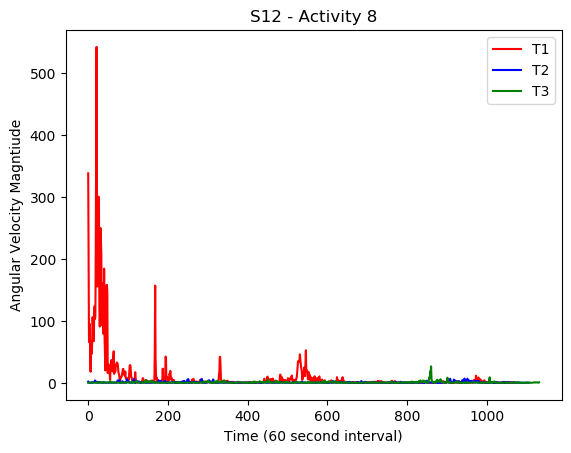 S12 - Activity 8
T1
T2
T3
Angular Velocity Magntiude
500
400
300
200
100
0
0 200 400 600 800 1000
Time (60 second interval)